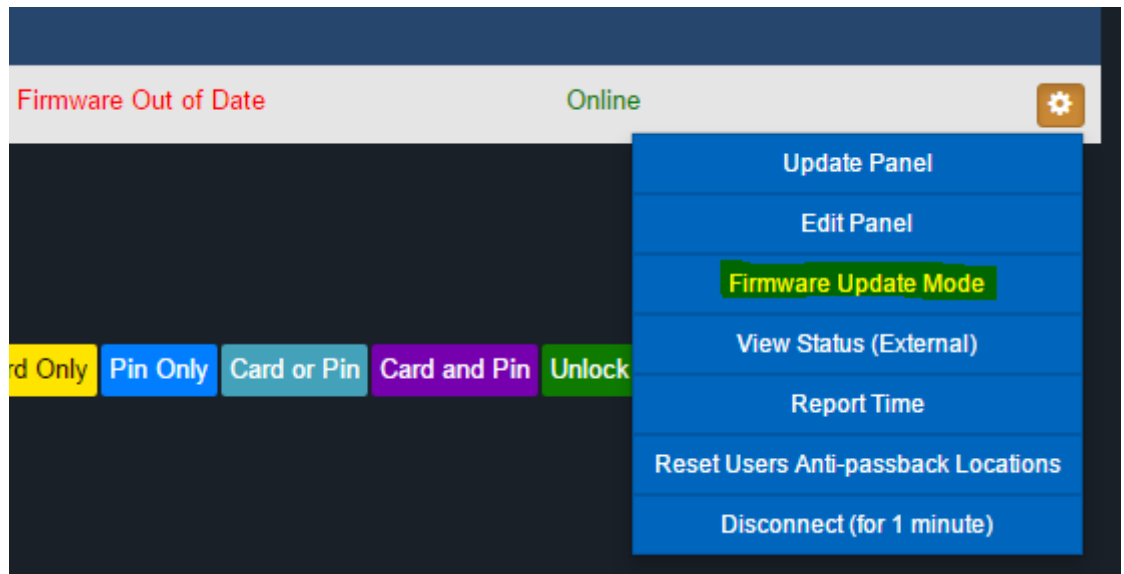 Firmware Out of Date Online
Update Panel
Edit Panel
Firmware Update Mode
View Status (External)
rd Only Pin Only Card or Pin Card and Pin Unlock
Report Time
Reset Users Anti-passback Locations
Disconnect (for 1 minute)